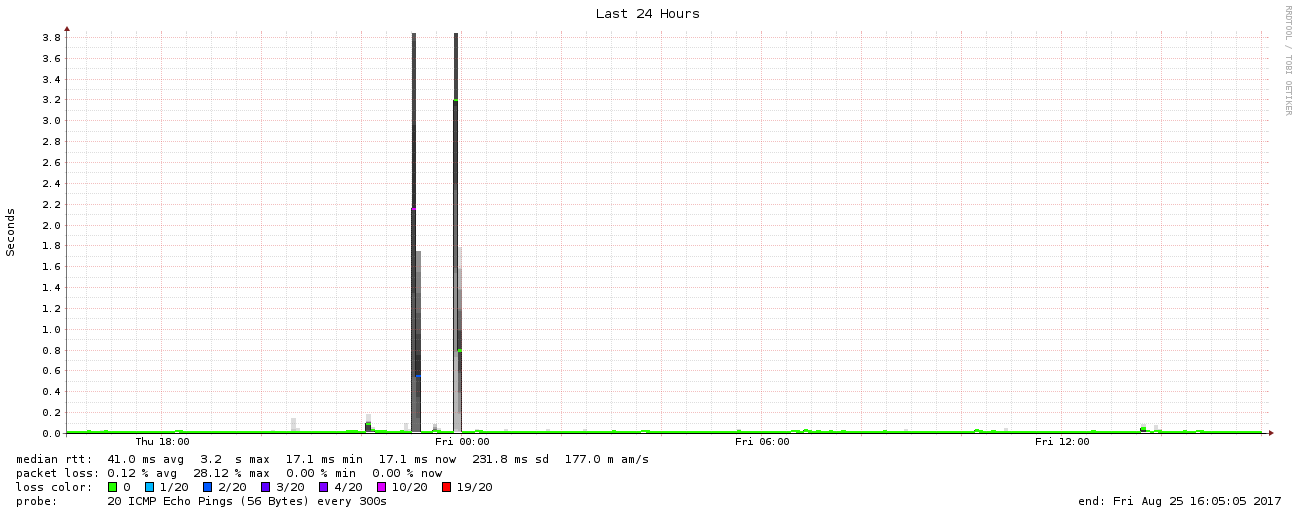 Last 24 Hours
RRDTOOL / TOBI OETIKER
Seconds
3.8
3.6
3.4
3.2
3.0
2.8
2.6
2.4
2.2
2.0
1.8
1.6
1.4
1.2
1.0
0.8
0.6
0.4
0.2
0.0
Thu 18:00 Fri 00:00 Fri 06:00 Fri 12:00
median rtt: 41.0 ms avg 3.2 s max 17.1 ms min 17.1 ms now 231.8 ms sd 177.0 m am/s
packet loss: 0.12 % avg 28.12 % max 0.00 % min 0.00 % now
loss color: 0 1/20 2/20 3/20 4/20 10/20 19/20
probe: 20 ICMP Echo Pings (56 Bytes) every 300s end: Fri Aug 25 16:05:05 2017